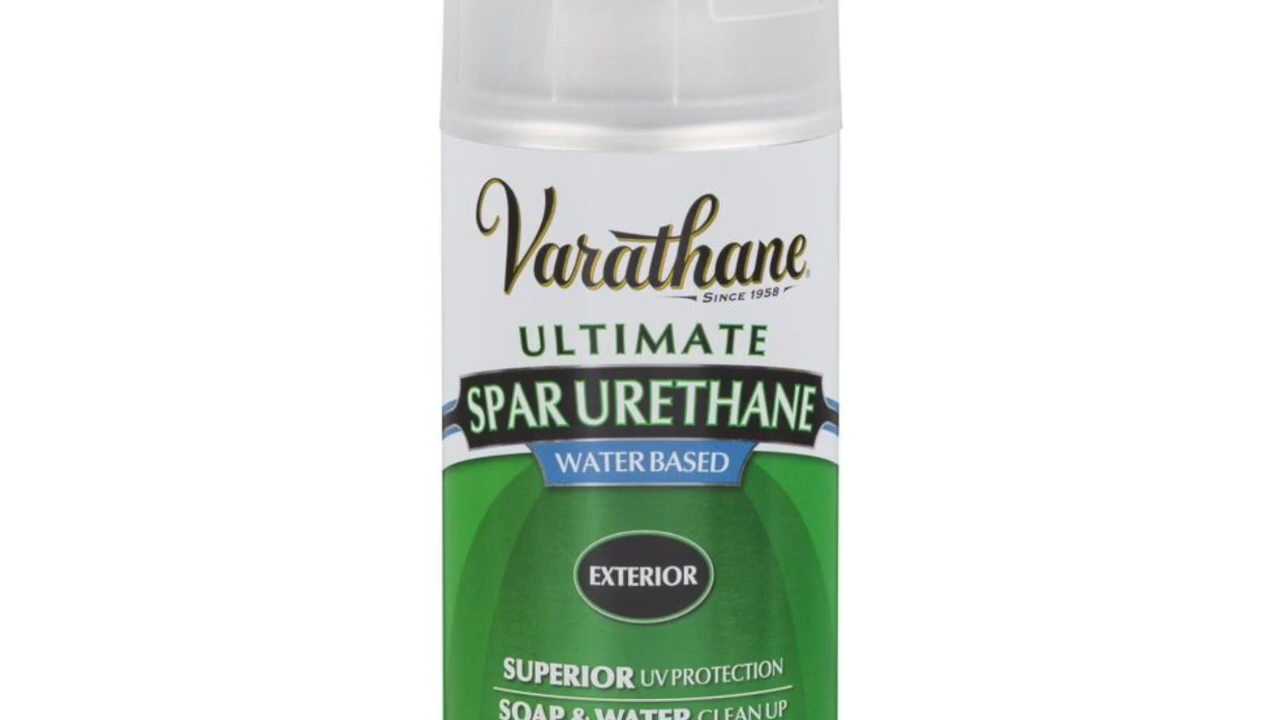 Varathane
SINCE 1958
ULTIMATE
SPAR URETHANE
WATER BASED
EXTERIOR
SUPERIOR UV PROTECTION
SOAP & WATER CLEAN UP